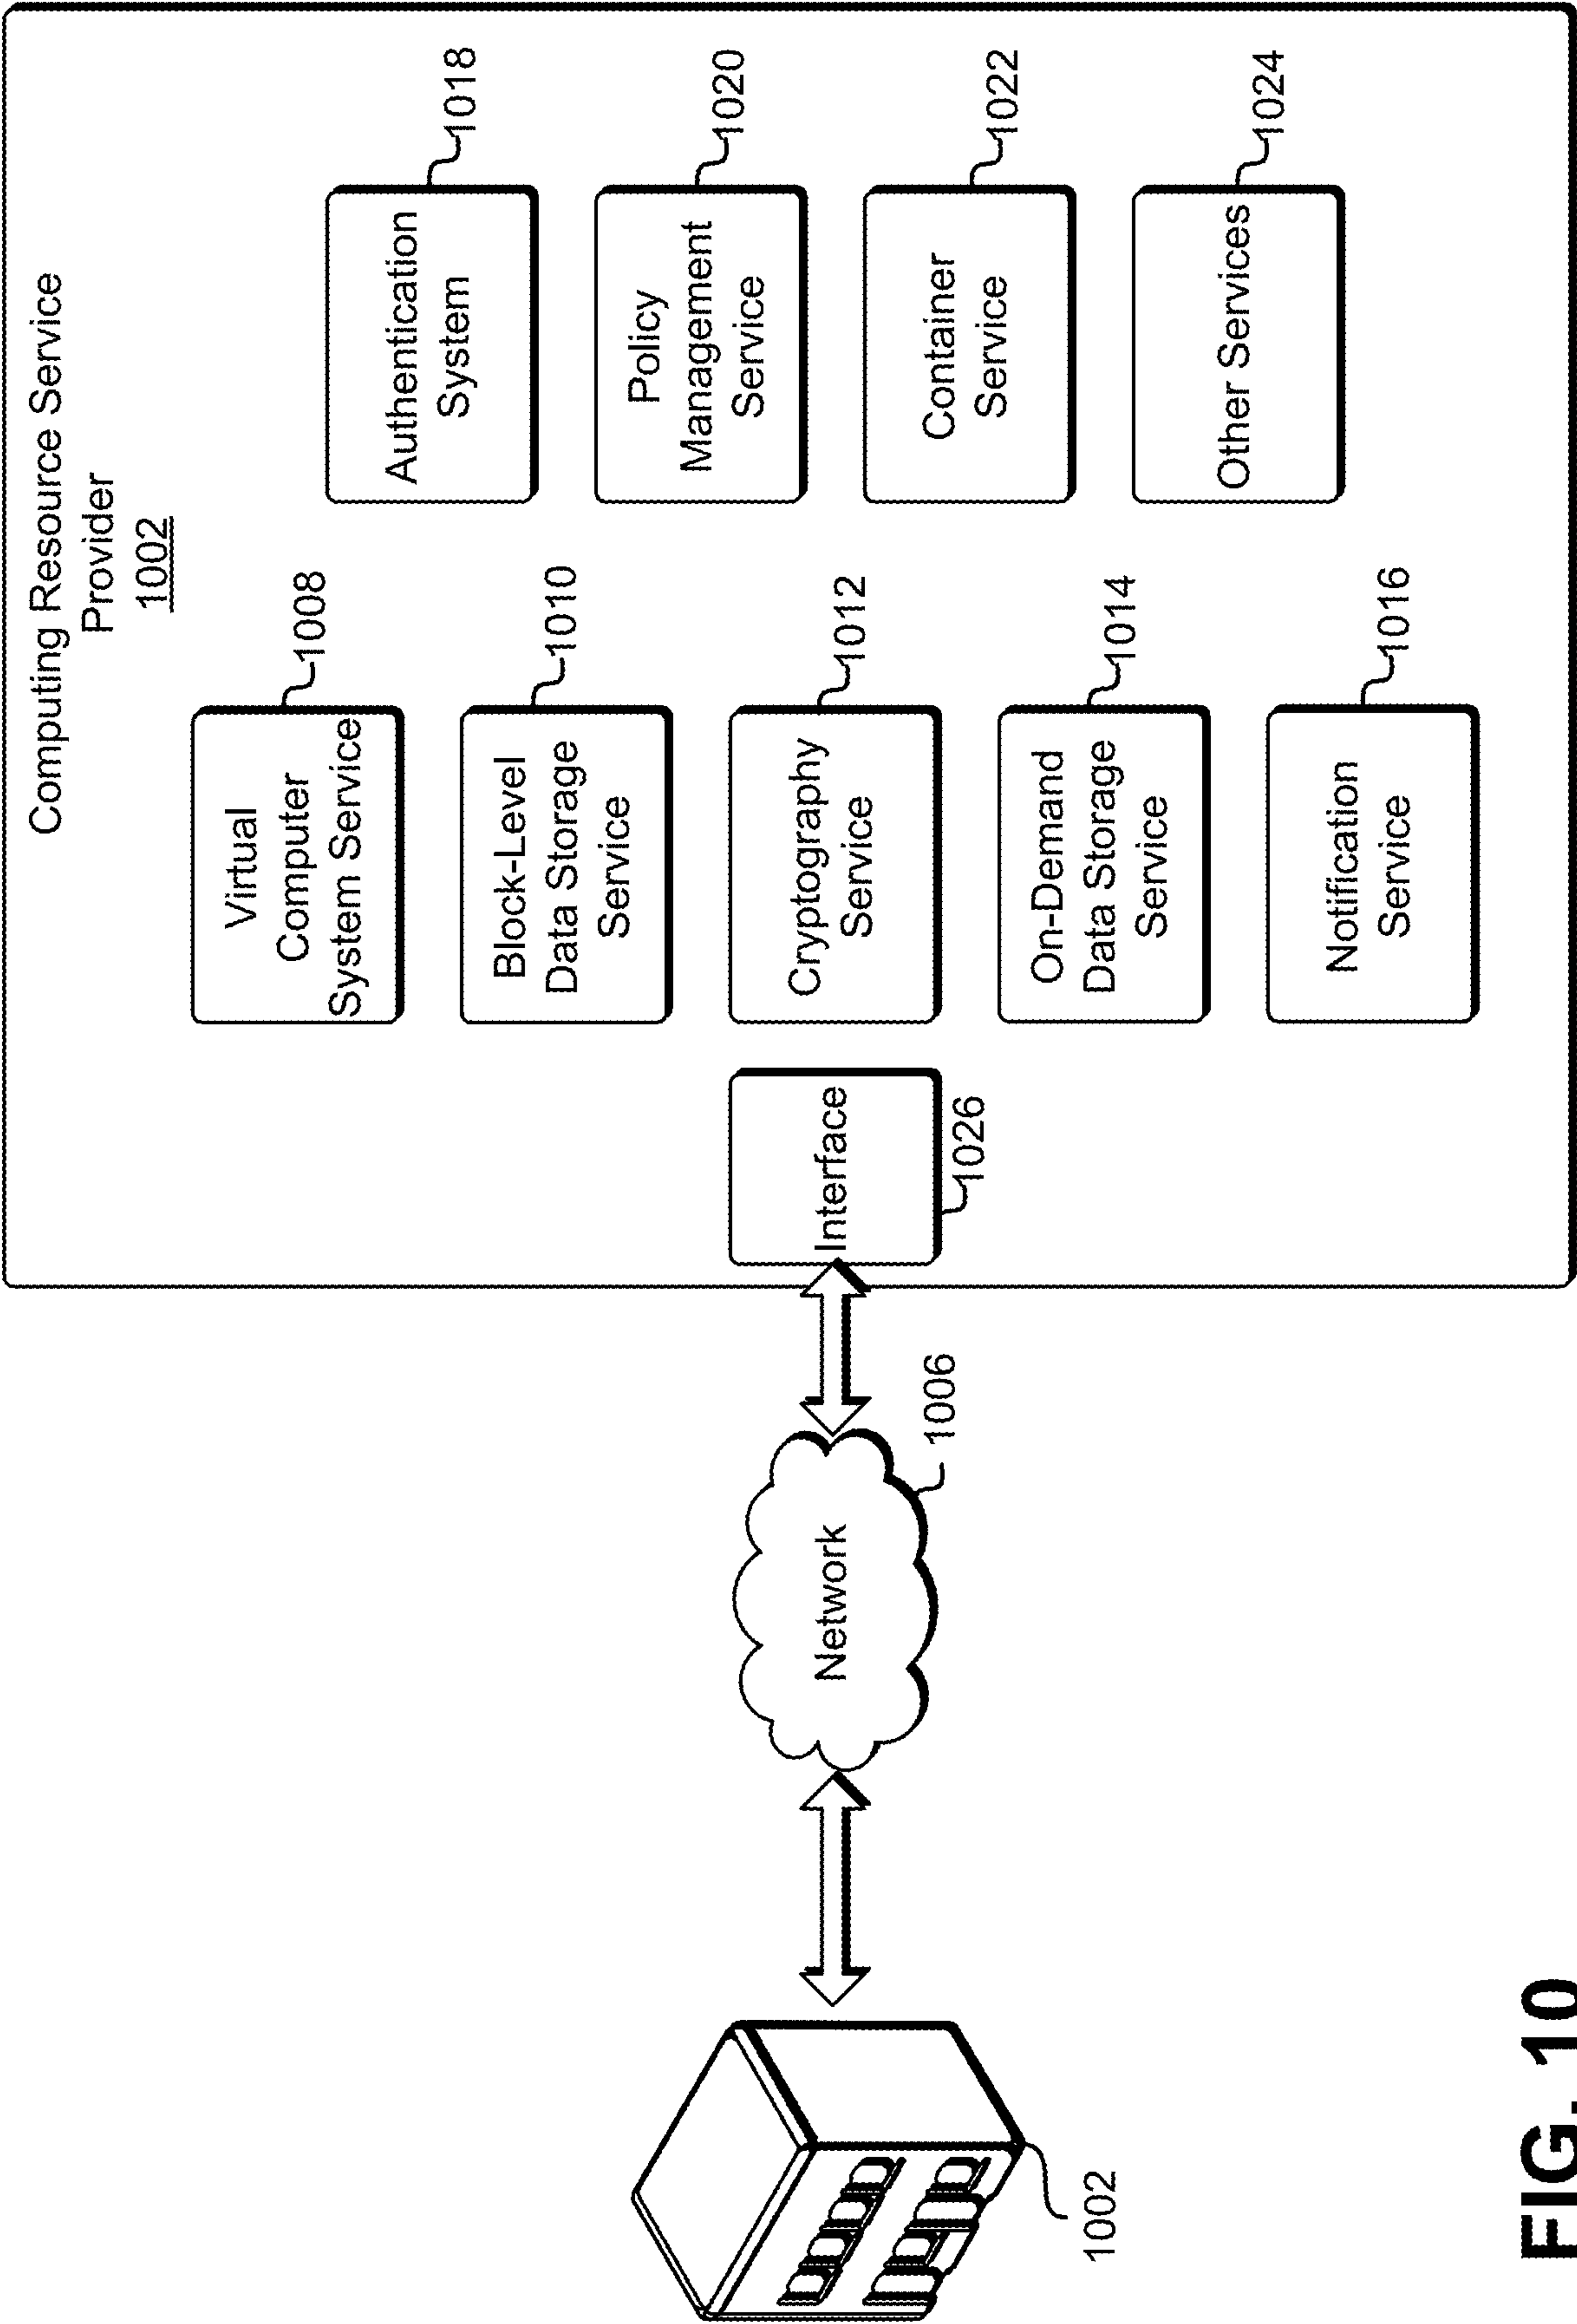 Computing Resource Service
Provider
1002
Virtual
Computer
System Service
1008
Block-Level
Data Storage
Service
1010
Cryptography
Service
1012
On-Demand
Data Storage
Service
1014
Notification
Service
1016
Authentication
System
1018
Policy
Management
Service
1020
Container
Service
1022
Other Services
1024
Interface
1026
Network
1006
1002
FIG. 10